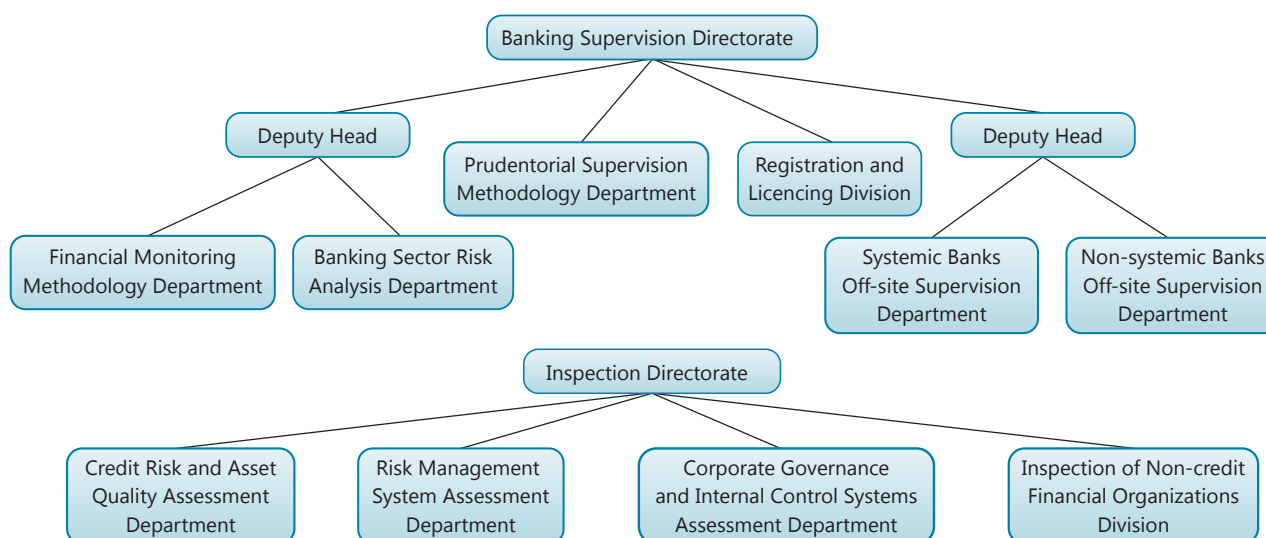 Banking Supervision Directorate
Deputy Head
Prudentorial Supervision
Methodology Department
Registration and
Licencing Division
Deputy Head
Financial Monitoring
Methodology Department
Banking Sector Risk
Analysis Department
Systemic Banks
Off-site Supervision
Department
Non-systemic Banks
Off-site Supervision
Department
Inspection Directorate
Credit Risk and Asset
Quality Assessment
Department
Risk Management
System Assessment
Department
Corporate Governance
and Internal Control Systems
Assessment Department
Inspection of Non-credit
Financial Organizations
Division